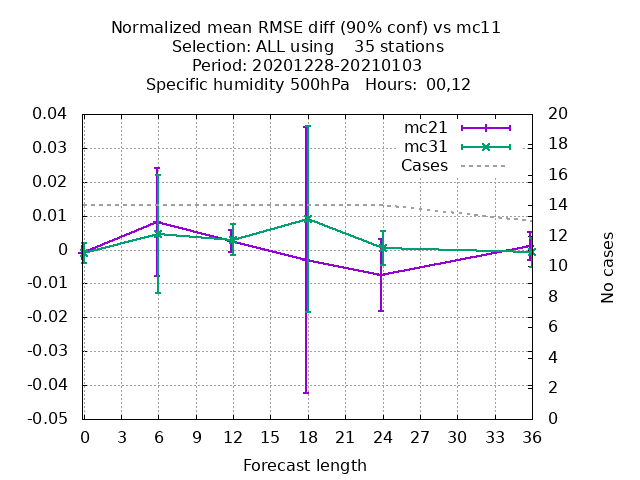 Normalized mean RMSE diff (90% conf) vs mc11
Selection: ALL using    35 stations
Period: 20201228-20210103
Specific humidity 500hPa   Hours: 00,12
mc21
mc31
Cases
0.04
0.03
0.02
0.01
0
-0.01
-0.02
-0.03
-0.04
-0.05
20
18
16
14
12
10
8
6
4
2
0
No cases
0 3 6 9 12 15 18 21 24 27 30 33 36
Forecast length